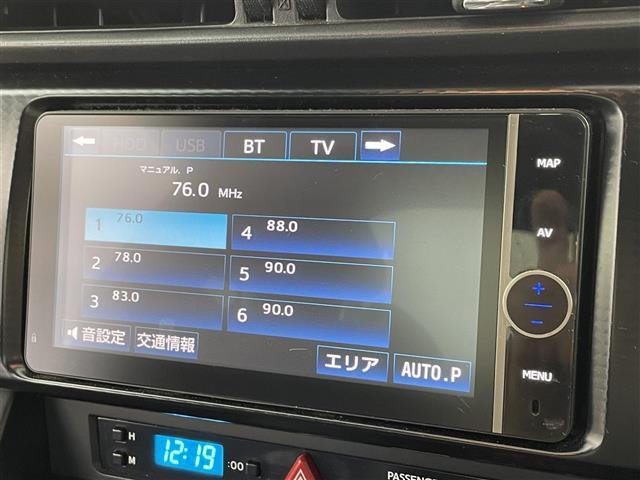 HDD USB BT TV
マニュアル. P
76.0 MHz
1 76.0
4 88.0
2 78.0
5 90.0
3 83.0
6 90.0
音設定 交通情報
エリア AUTO.P
MAP
AV
+
−
MENU
H
M
12:19
:00
PASSENGER